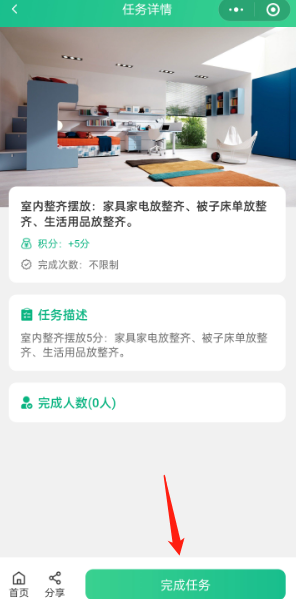 任务详情
室内整齐摆放：家具家电放整齐、被子床单放整
齐、生活用品放整齐。
积分：+5分
完成次数：不限制
任务描述
室内整齐摆放5分：家具家电放整齐、被子床单放整
齐、生活用品放整齐。
完成人数(0人)
首页
分享
完成任务